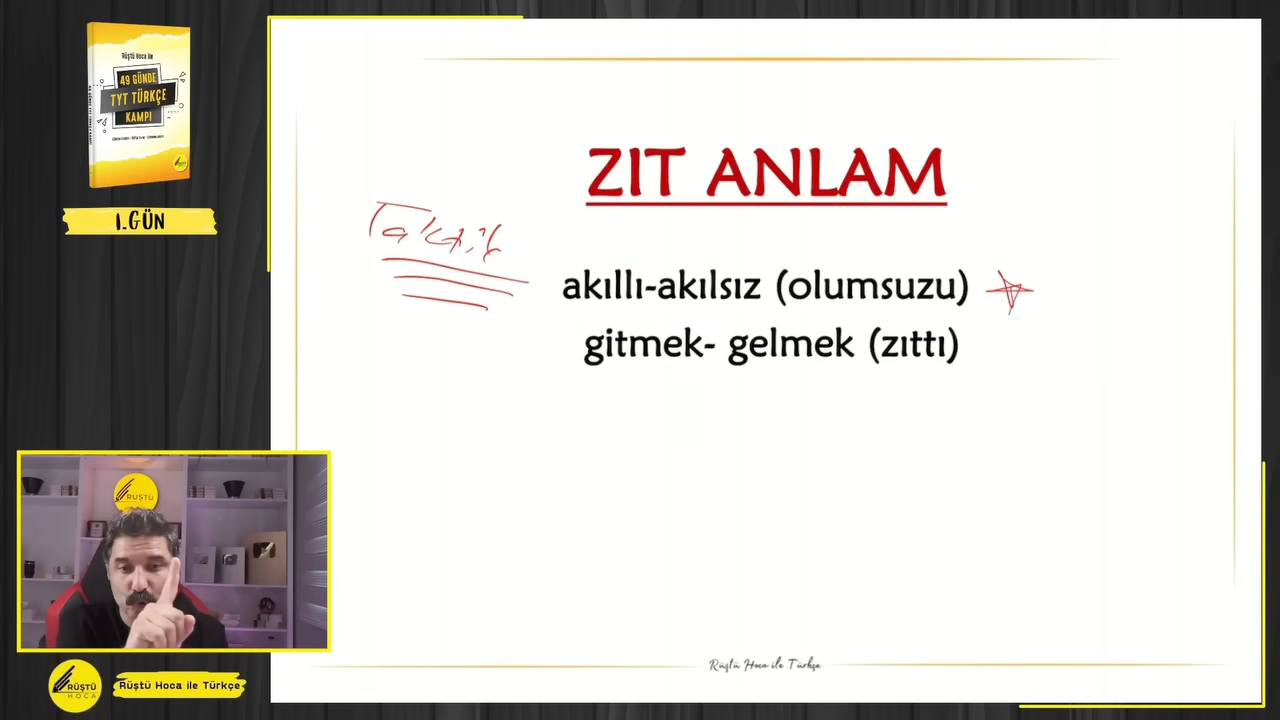 Rüştü Hoca ile
49 GÜNDE
TYT TÜRKÇE
KAMPI
1.GÜN
ZIT ANLAM
Taktik
akıllı-akılsız (olumsuzu)
gitmek- gelmek (zıttı)
RÜŞTÜ
RÜŞTÜ
HOCA
Rüştü Hoca ile Türkçe
Rüştü Hoca ile Türkçe